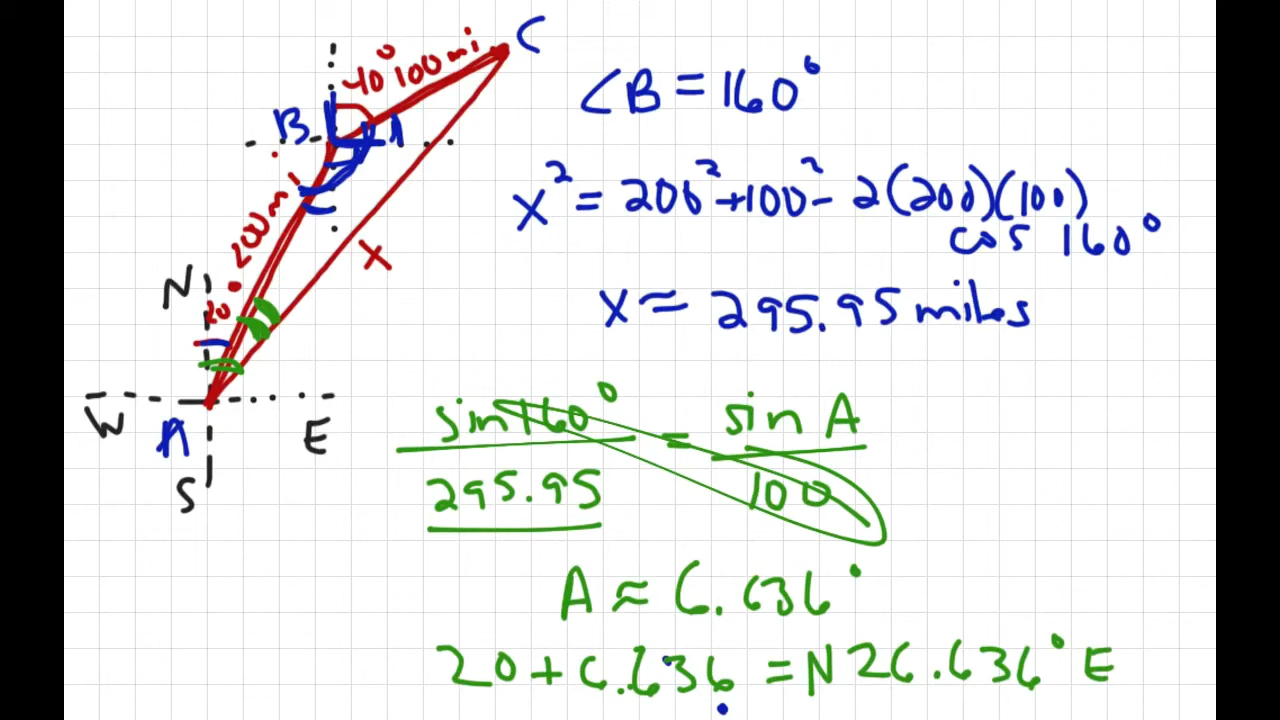 C
40° 100 mi
B
A
∠B = 160°
x² = 200² + 100² - 2(200)(100)
cos 160°
200 mi
X
N
20°
x ≈ 295.95 miles
W
A
E
S
sin 160° = sin A
295.95 100
A ≈ 6.636°
20 + 6.636 = N 26.636° E